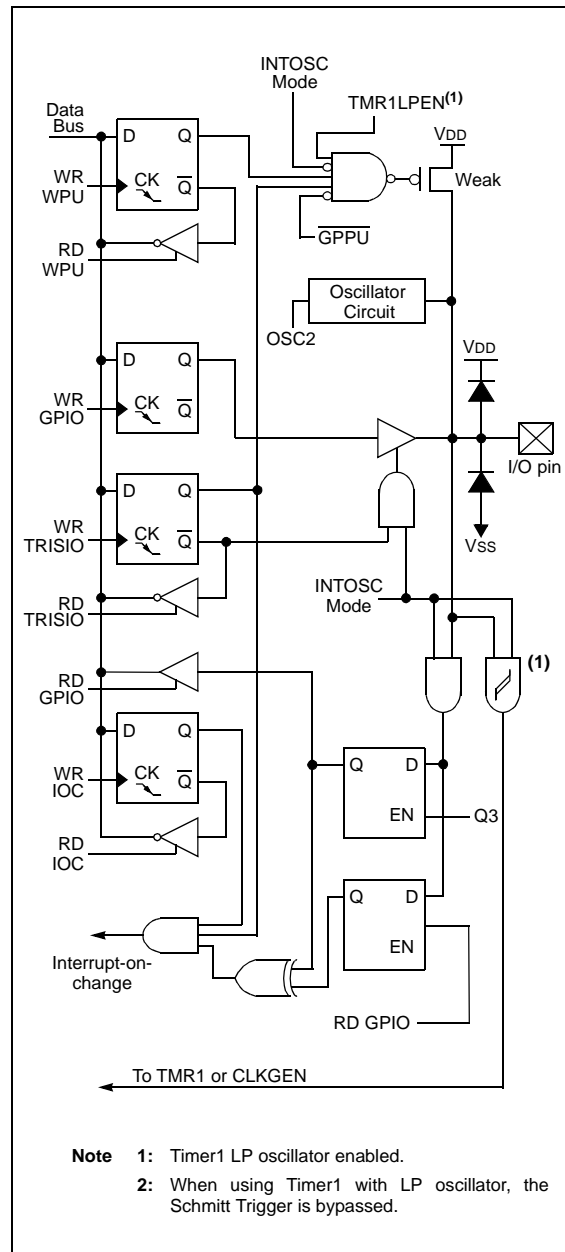 INTOSC
Mode
TMR1LPEN(1)
Data
Bus
VDD
D Q
WR
WPU
CK Q
Weak
RD
WPU
GPPU
Oscillator
Circuit
OSC2
VDD
D Q
WR
GPIO
CK Q
I/O pin
D Q
WR
TRISIO
CK Q
VSS
RD
TRISIO
INTOSC
Mode
(1)
RD
GPIO
D Q
WR
IOC
CK Q
Q D
EN
Q3
RD
IOC
Q D
EN
Interrupt-on-
change
RD GPIO
To TMR1 or CLKGEN
Note 1: Timer1 LP oscillator enabled.
2: When using Timer1 with LP oscillator, the
Schmitt Trigger is bypassed.